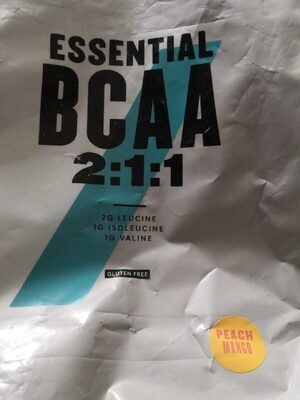 ESSENTIAL
BCAA
2:1:1
2G LEUCINE
1G ISOLEUCINE
1G VALINE
GLUTEN FREE
PEACH
MANGO